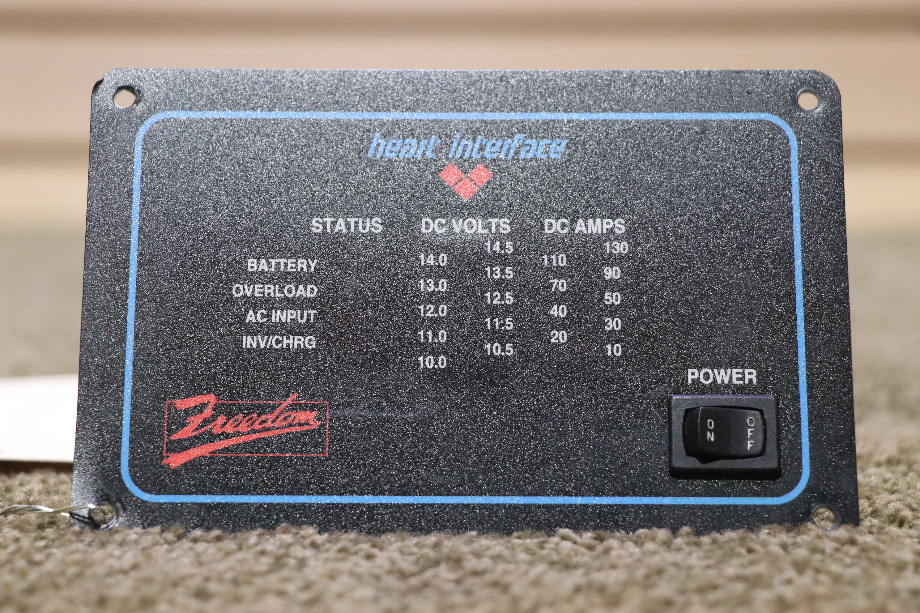 heart interface
STATUS DC VOLTS DC AMPS
14.5 130
BATTERY 14.0 110
13.5 90
OVERLOAD 13.0 70
12.5 50
AC INPUT 12.0 40
11.5 30
INV/CHRG 11.0 20
10.5 10
10.0
POWER
Freedom
ON OFF